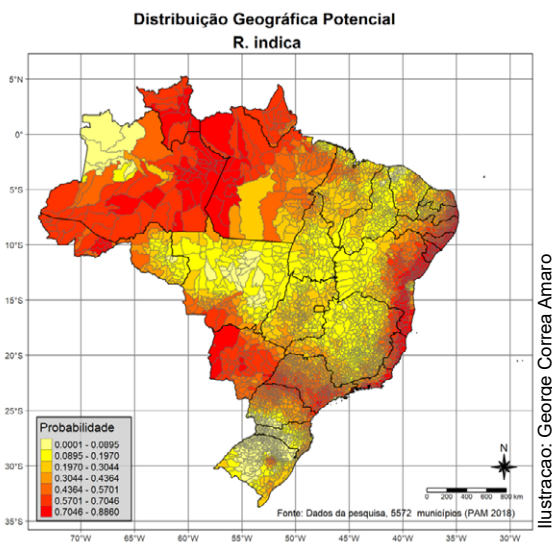 Distribuição Geográfica Potencial
R. indica
5°N
0°
5°S
10°S
15°S
20°S
25°S
30°S
35°S
70°W
65°W
60°W
55°W
50°W
45°W
40°W
35°W
30°W
Probabilidade
0.0001 - 0.0895
0.0895 - 0.1970
0.1970 - 0.3044
0.3044 - 0.4364
0.4364 - 0.5701
0.5701 - 0.7046
0.7046 - 0.8860
N
0 200 400 600 800 km
Fonte: Dados da pesquisa, 5572 municípios (PAM 2018)
Ilustracao: George Correa Amaro